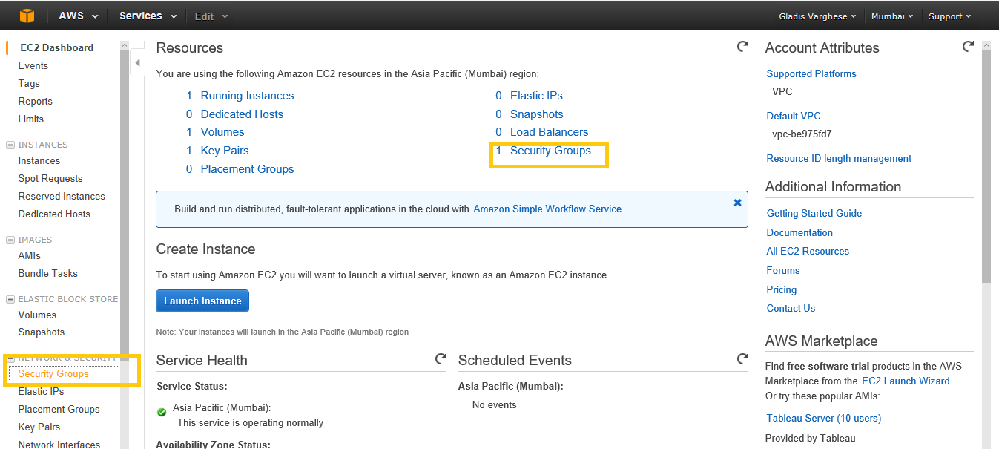 AWS Services Edit Gladis Varghese Mumbai Support
EC2 Dashboard
Events
Tags
Reports
Limits
INSTANCES
Instances
Spot Requests
Reserved Instances
Dedicated Hosts
IMAGES
AMIs
Bundle Tasks
ELASTIC BLOCK STORE
Volumes
Snapshots
NETWORK & SECURITY
Security Groups
Elastic IPs
Placement Groups
Key Pairs
Network Interfaces
Resources
You are using the following Amazon EC2 resources in the Asia Pacific (Mumbai) region:
1 Running Instances
0 Dedicated Hosts
1 Volumes
1 Key Pairs
0 Placement Groups
0 Elastic IPs
0 Snapshots
0 Load Balancers
1 Security Groups
Build and run distributed, fault-tolerant applications in the cloud with Amazon Simple Workflow Service.
Create Instance
To start using Amazon EC2 you will want to launch a virtual server, known as an Amazon EC2 instance.
Launch Instance
Note: Your instances will launch in the Asia Pacific (Mumbai) region
Service Health
Service Status:
Asia Pacific (Mumbai):
This service is operating normally
Availability Zone Status:
Scheduled Events
Asia Pacific (Mumbai):
No events
Account Attributes
Supported Platforms
VPC
Default VPC
vpc-be975fd7
Resource ID length management
Additional Information
Getting Started Guide
Documentation
All EC2 Resources
Forums
Pricing
Contact Us
AWS Marketplace
Find free software trial products in the AWS
Marketplace from the EC2 Launch Wizard.
Or try these popular AMIs:
Tableau Server (10 users)
Provided by Tableau